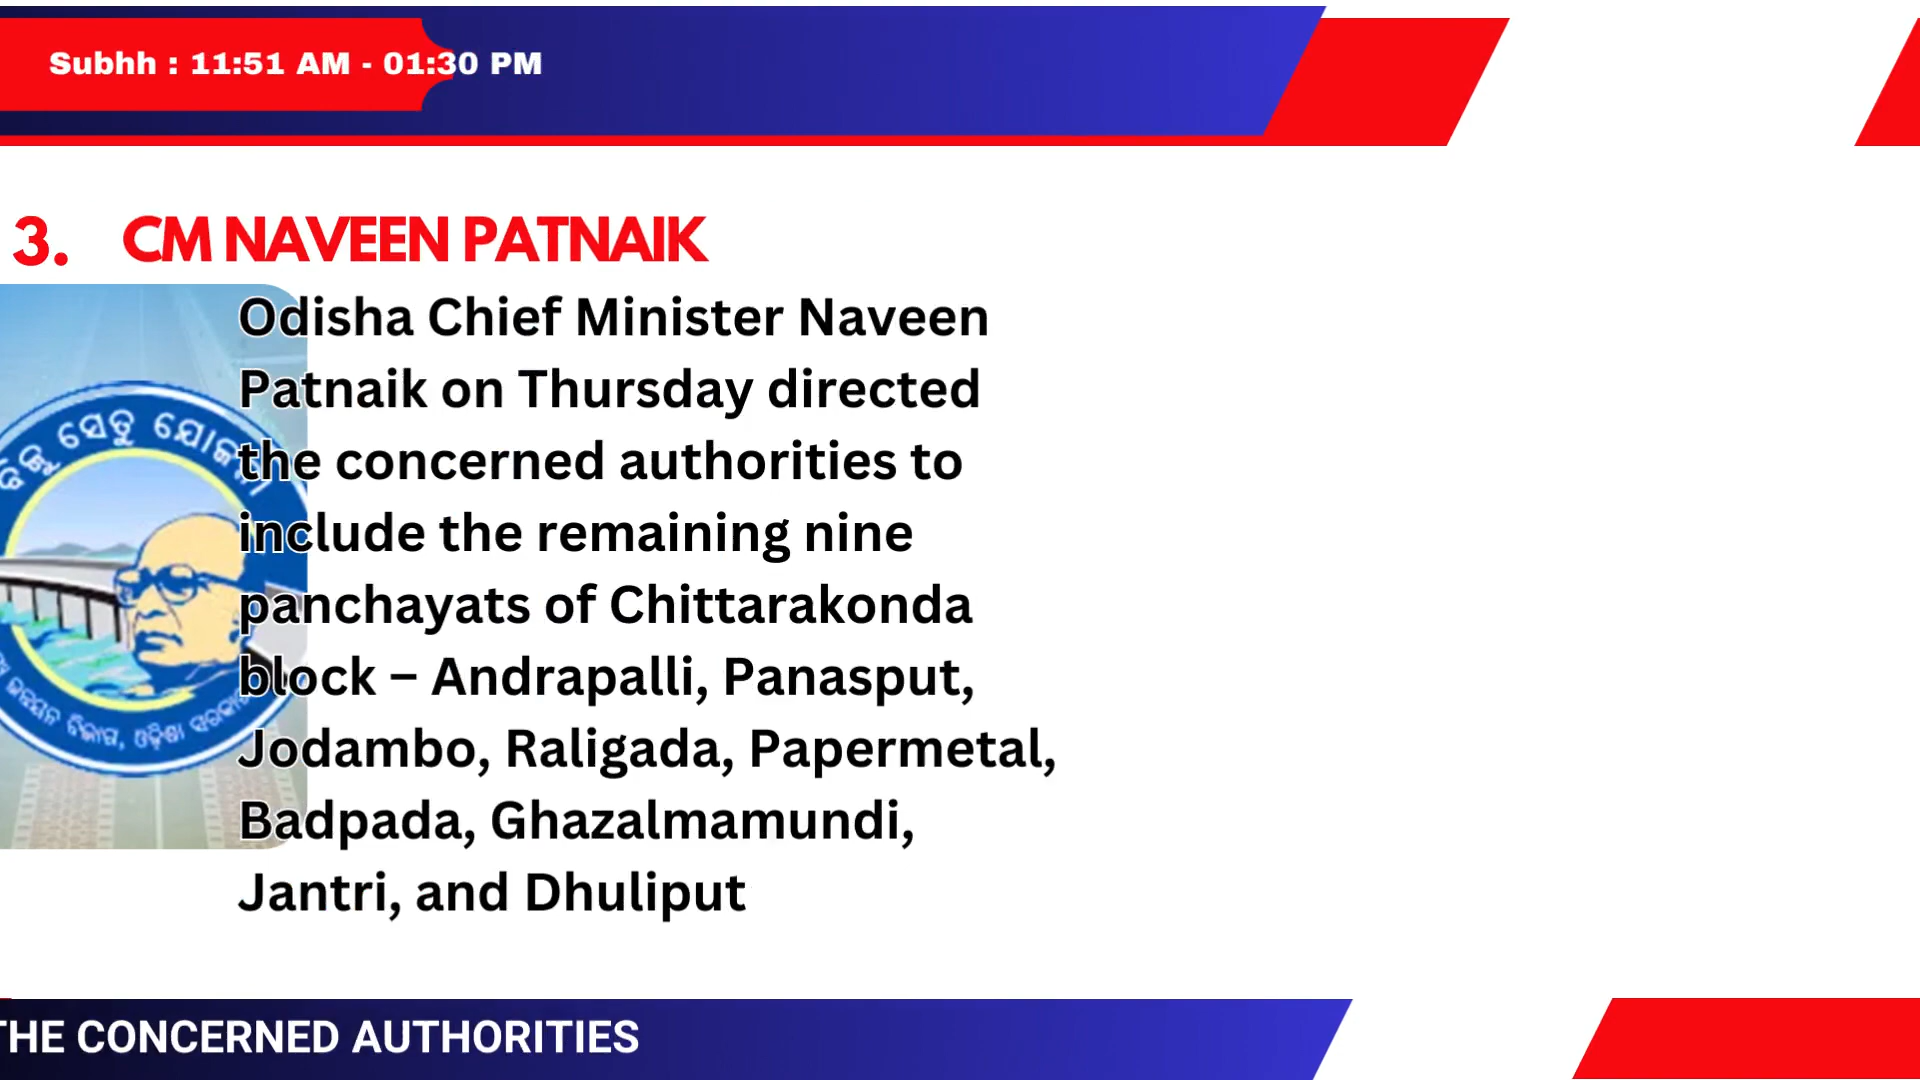 Subhh : 11:51 AM - 01:30 PM
3. CM NAVEEN PATNAIK
Odisha Chief Minister Naveen
Patnaik on Thursday directed
the concerned authorities to
include the remaining nine
panchayats of Chittarakonda
block – Andrapalli, Panasput,
Jodambo, Raligada, Papermetal,
Badpada, Ghazalmamundi,
Jantri, and Dhuliput
ସେତୁ
ଓଡ଼ିଶା
THE CONCERNED AUTHORITIES